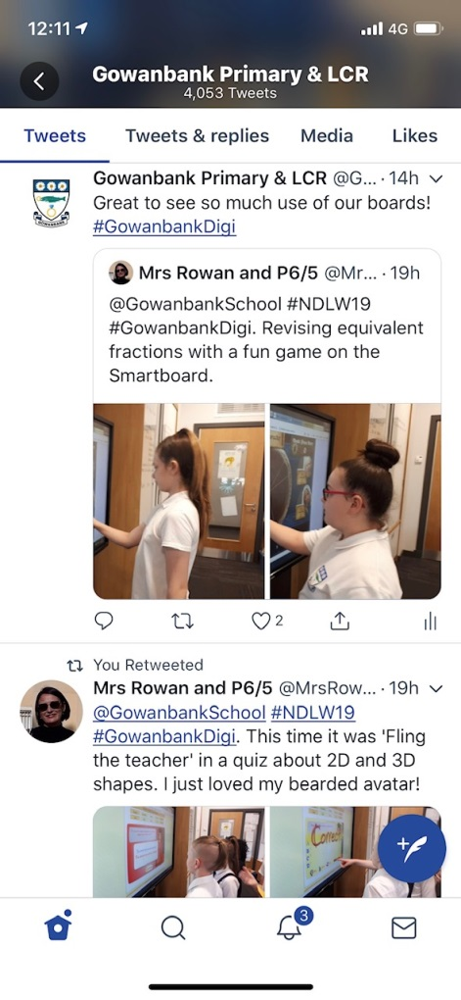 12:11
4G
Gowanbank Primary & LCR
4,053 Tweets
Tweets
Tweets & replies
Media
Likes
Gowanbank Primary & LCR @G... · 14h
Great to see so much use of our boards!
#GowanbankDigi
Mrs Rowan and P6/5 @Mr... · 19h
@GowanbankSchool #NDLW19
#GowanbankDigi. Revising equivalent
fractions with a fun game on the
Smartboard.
2
You Retweeted
Mrs Rowan and P6/5 @MrsRow... · 19h
@GowanbankSchool #NDLW19
#GowanbankDigi. This time it was 'Fling
the teacher' in a quiz about 2D and 3D
shapes. I just loved my bearded avatar!
3